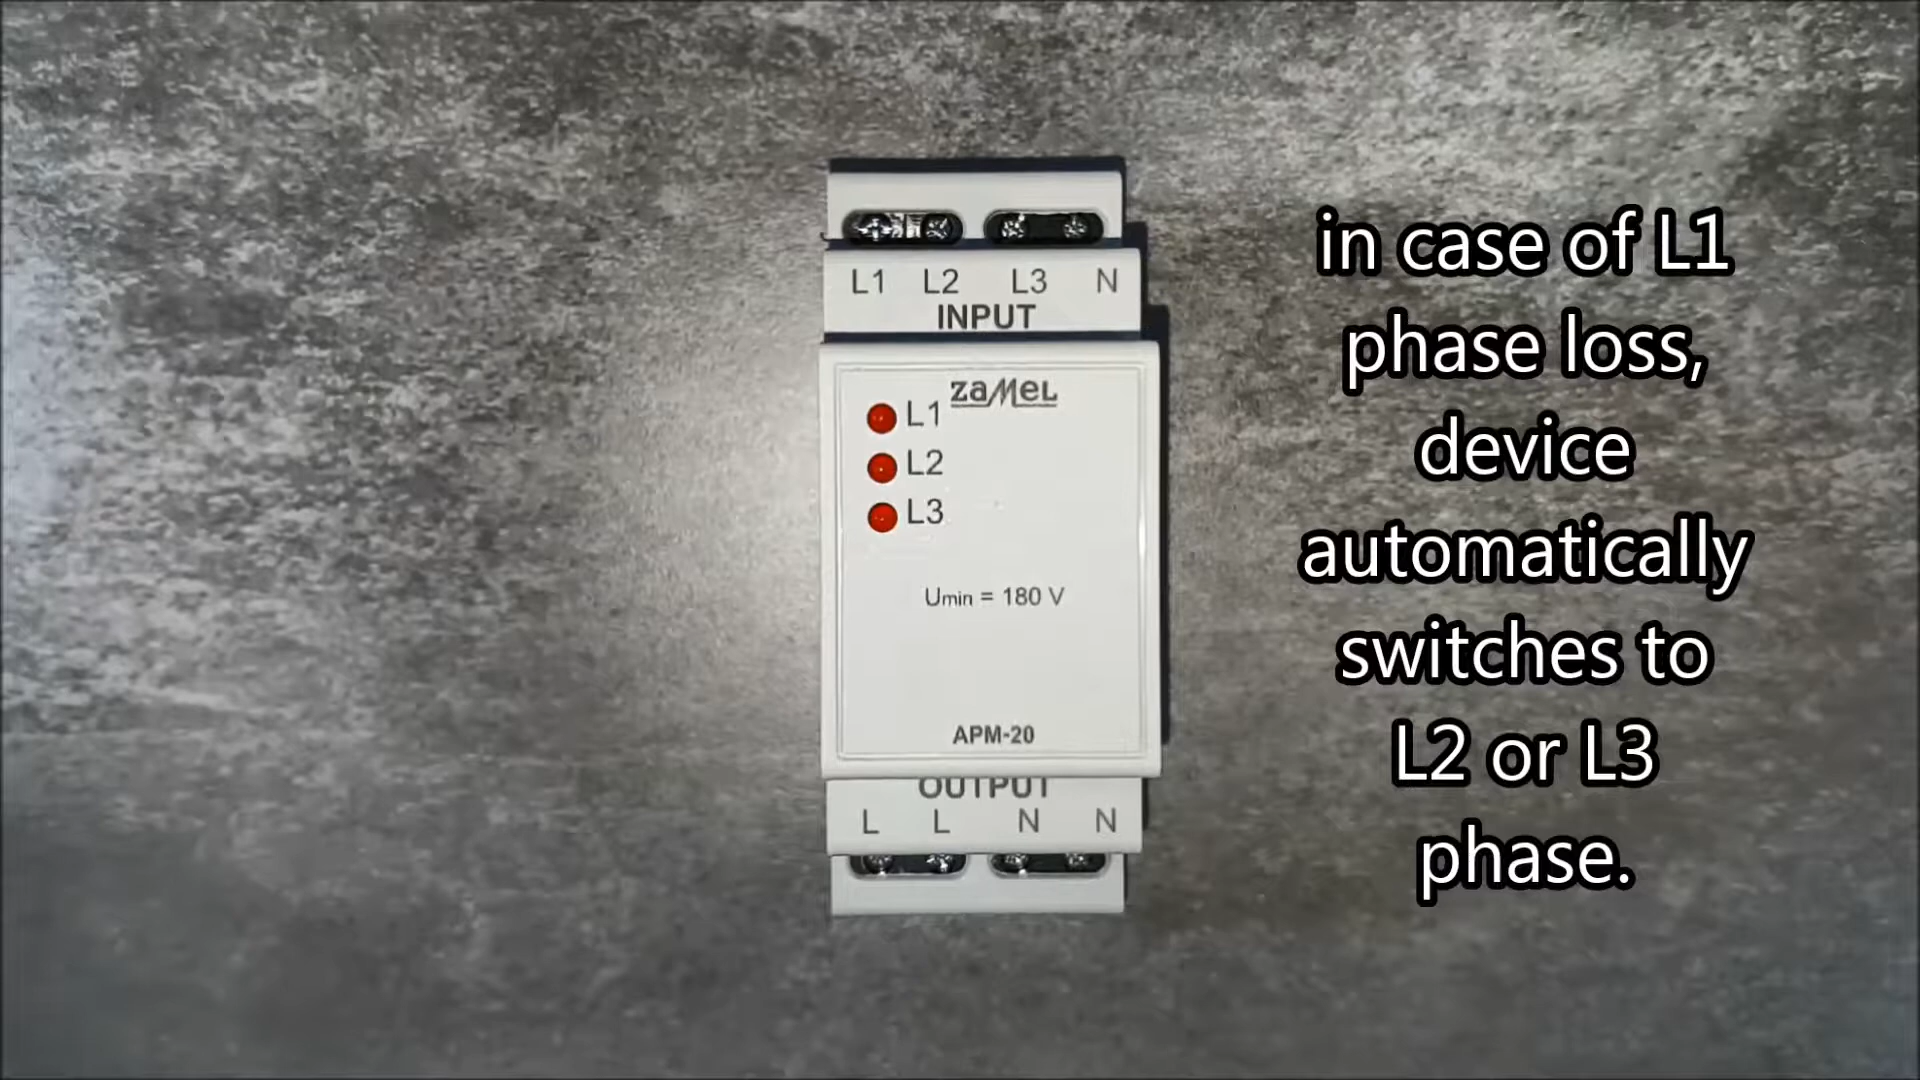 L1 L2 L3 N
INPUT
zaMeL
L1
L2
L3
Umin = 180 V
APM-20
OUTPUT
L L N N
in case of L1
phase loss,
device
automatically
switches to
L2 or L3
phase.